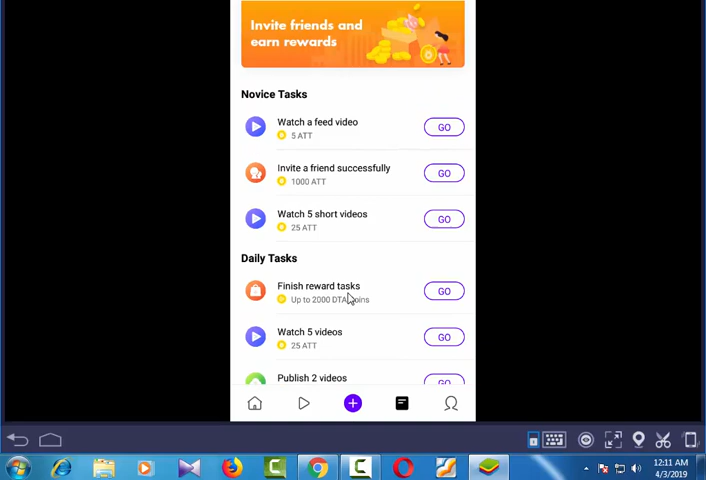 Invite friends and
earn rewards
Novice Tasks
Watch a feed video
5 ATT
GO
Invite a friend successfully
1000 ATT
GO
Watch 5 short videos
25 ATT
GO
Daily Tasks
Finish reward tasks
Up to 2000 DTA
GO
Watch 5 videos
25 ATT
GO
Publish 2 videos
GO
12:11 AM
4/3/2019